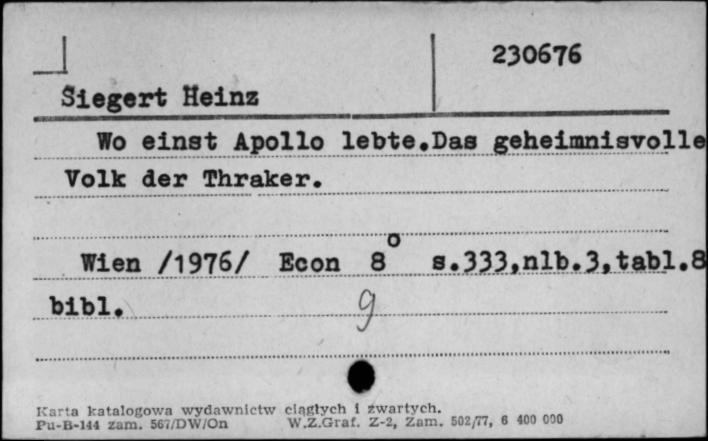 230676
Siegert Heinz
Wo einst Apollo lebte.Das geheimnisvolle
Volk der Thraker.
Wien /1976/ Econ 8° s.333,nlb.3,tabl.8
bibl.
g
Karta katalogowa wydawnictw ciągłych i zwartych.
Pu-B-144 zam. 567/DW/On W.Z.Graf. Z-2, Zam. 502/77, 6 400 000